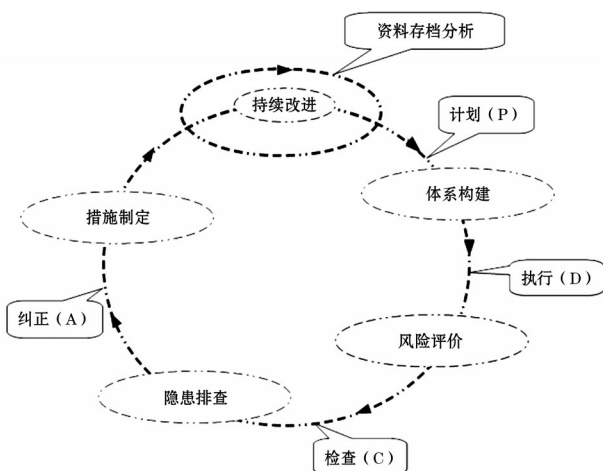 资料存档分析
持续改进
计划（P）
体系构建
措施制定
执行（D）
纠正（A）
风险评价
隐患排查
检查（C）